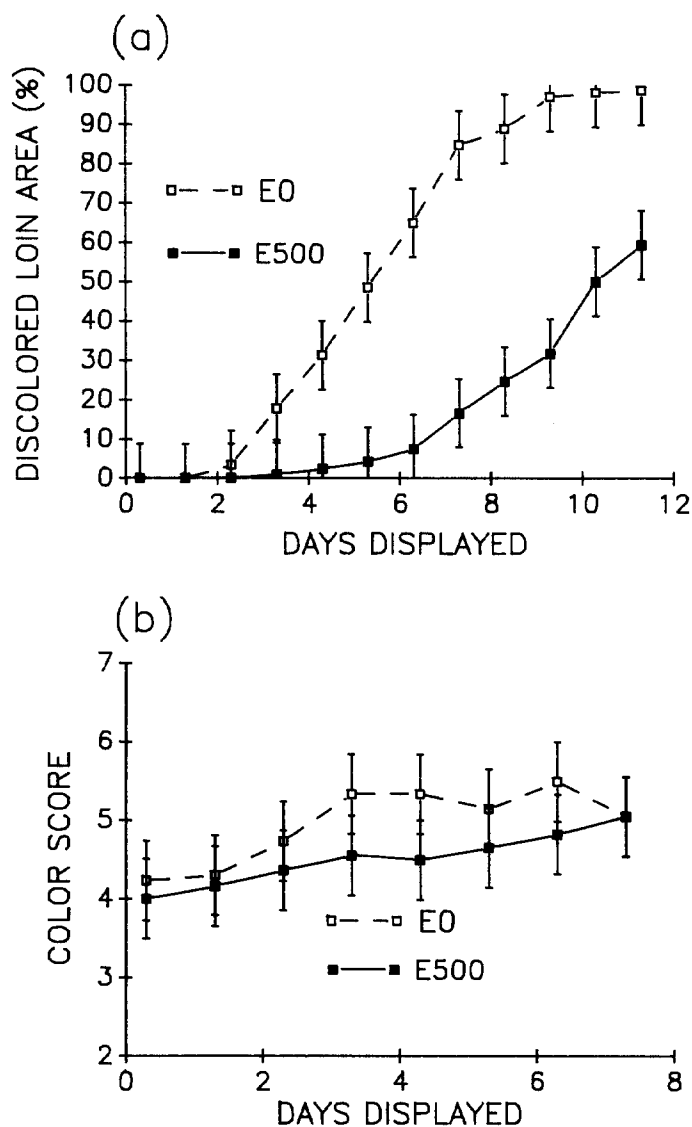 (a)
DISCOLORED LOIN AREA (%)
100
90
80
70
60
50
40
30
20
10
0
E0
E500
0 2 4 6 8 10 12
DAYS DISPLAYED
(b)
COLOR SCORE
7
6
5
4
3
2
E0
E500
0 2 4 6 8
DAYS DISPLAYED